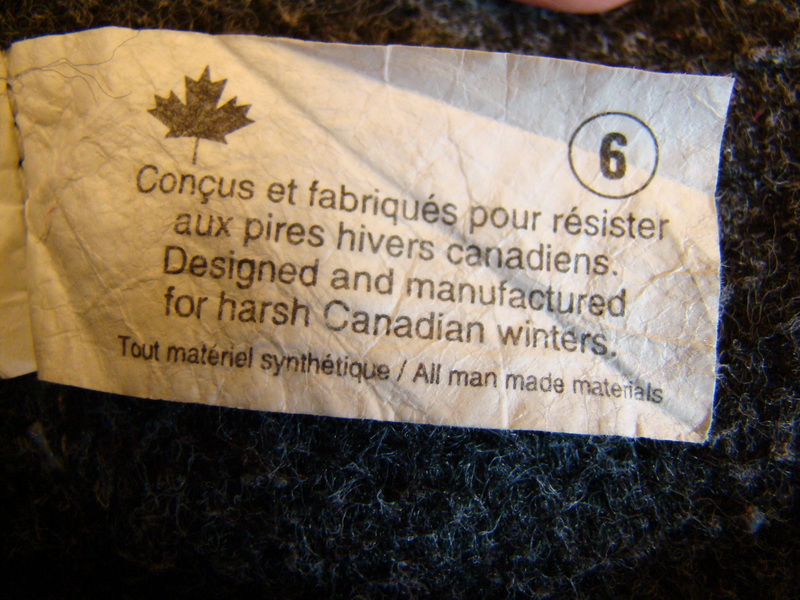 6
Conçus et fabriqués pour résister
aux pires hivers canadiens.
Designed and manufactured
for harsh Canadian winters.
Tout matériel synthétique / All man made materials